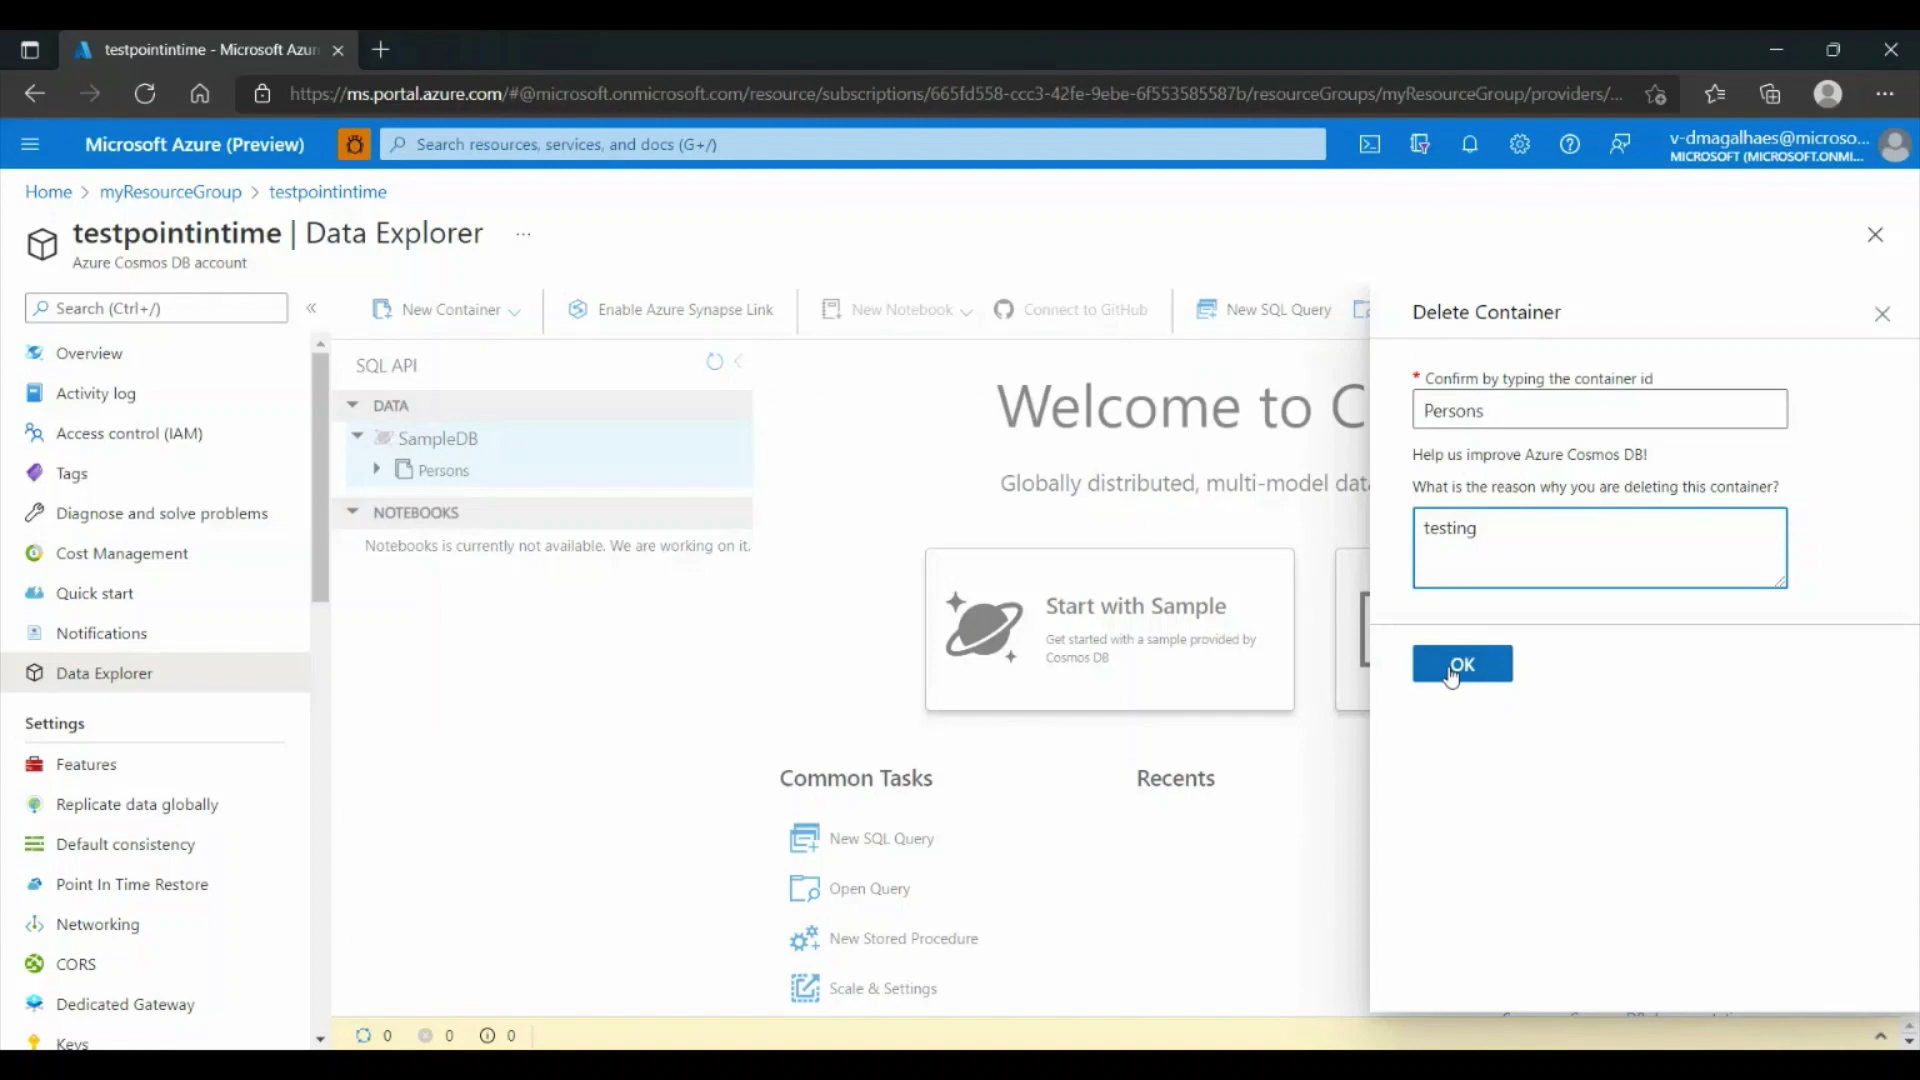 testpointintime - Microsoft Azur
https://ms.portal.azure.com/#@microsoft.onmicrosoft.com/resource/subscriptions/665fd558-ccc3-42fe-9ebe-6f553585587b/resourceGroups/myResourceGroup/providers/...
Microsoft Azure (Preview)
Search resources, services, and docs (G+/)
v-dmagalhaes@microso...
MICROSOFT (MICROSOFT.ONMI...
Home > myResourceGroup > testpointintime
testpointintime | Data Explorer ...
Azure Cosmos DB account
Search (Ctrl+/)
Overview
Activity log
Access control (IAM)
Tags
Diagnose and solve problems
Cost Management
Quick start
Notifications
Data Explorer
Settings
Features
Replicate data globally
Default consistency
Point In Time Restore
Networking
CORS
Dedicated Gateway
Keys
New Container
Enable Azure Synapse Link
New Notebook
Connect to GitHub
New SQL Query
SQL API
DATA
SampleDB
Persons
NOTEBOOKS
Notebooks is currently not available. We are working on it.
Welcome to C
Globally distributed, multi-model data
Start with Sample
Get started with a sample provided by
Cosmos DB
Common Tasks
New SQL Query
Open Query
New Stored Procedure
Scale & Settings
Recents
0 0 0
Delete Container
* Confirm by typing the container id
Persons
Help us improve Azure Cosmos DB!
What is the reason why you are deleting this container?
testing
OK